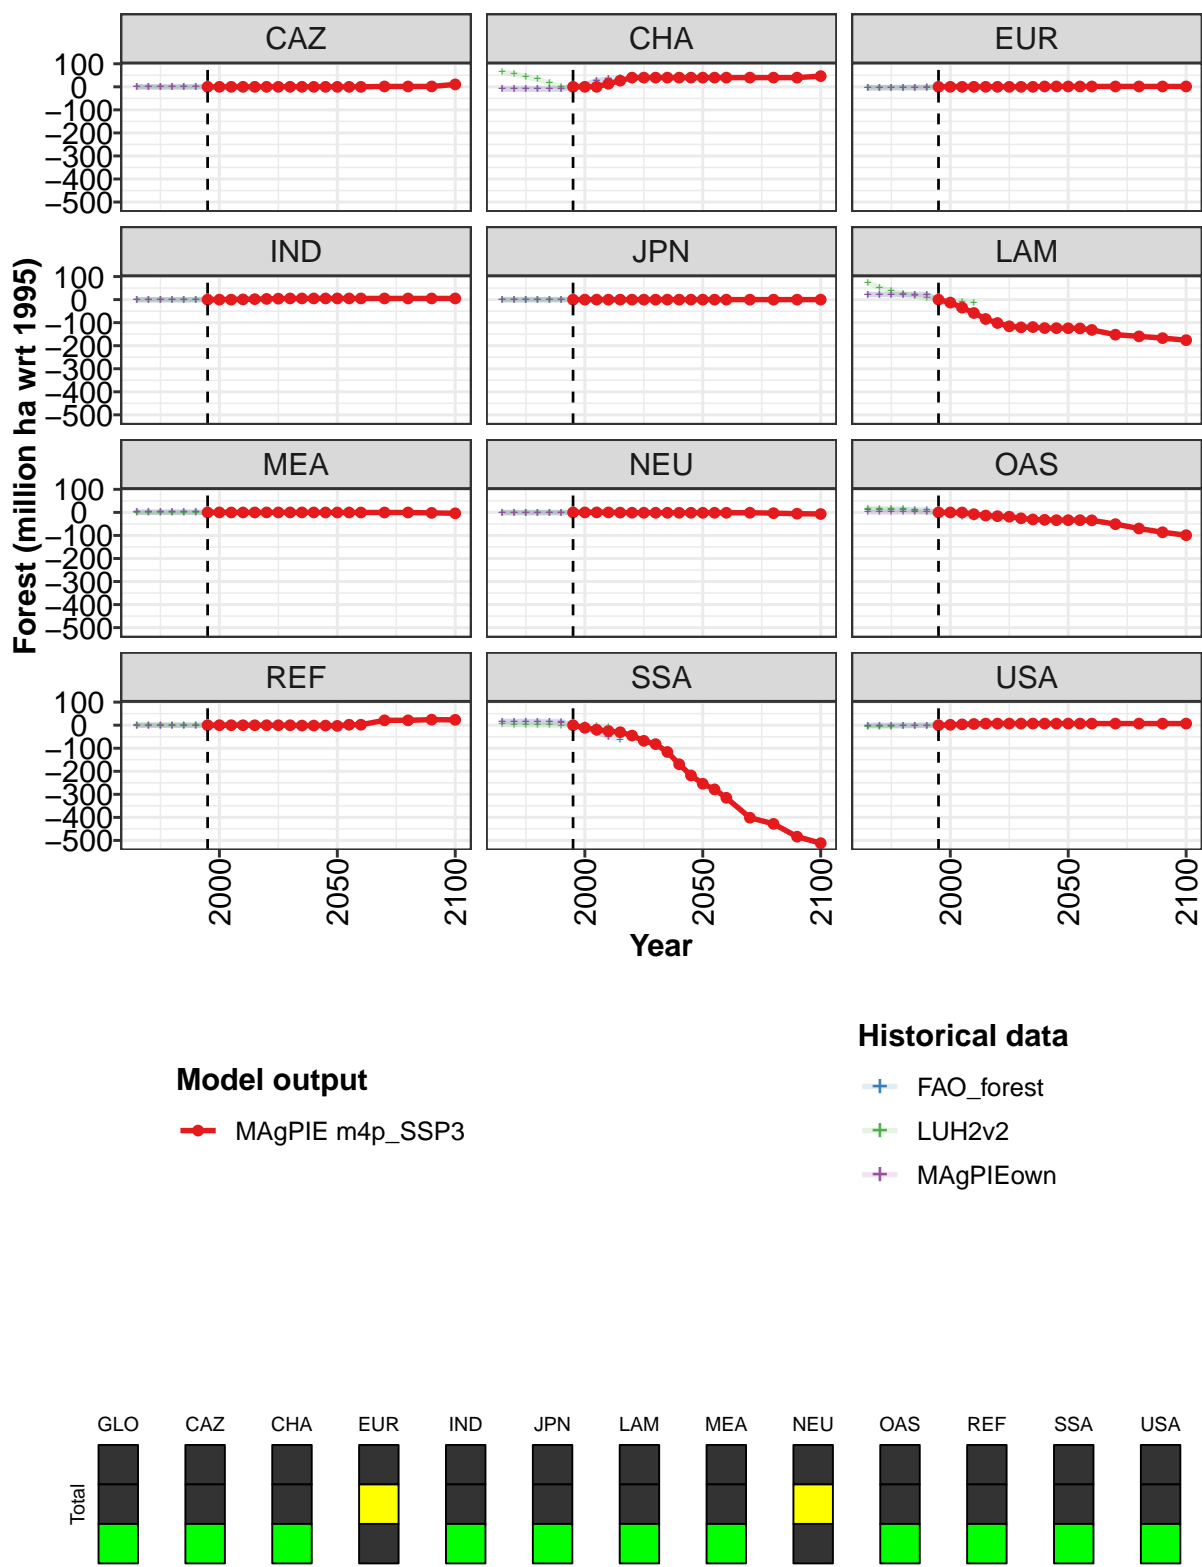 CAZ CHA EUR
100
0
−100
−200
−300
−400
−500
IND JPN LAM
100
0
−100
−200
−300
−400
−500
MEA NEU OAS
100
0
−100
−200
−300
−400
−500
REF SSA USA
100
0
−100
−200
−300
−400
−500
Forest (million ha wrt 1995)
2000 2050 2100 2000 2050 2100 2000 2050 2100
Year
Model output
MAgPIE m4p_SSP3
Historical data
FAO_forest
LUH2v2
MAgPIEown
GLO CAZ CHA EUR IND JPN LAM MEA NEU OAS REF SSA USA
Total